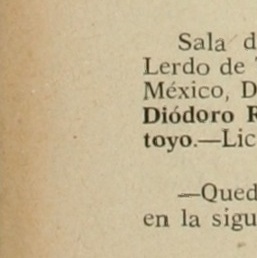 Sala d
Lerdo de
México, D
Diódoro R
toyo.—Lic
—Qued
en la sigu